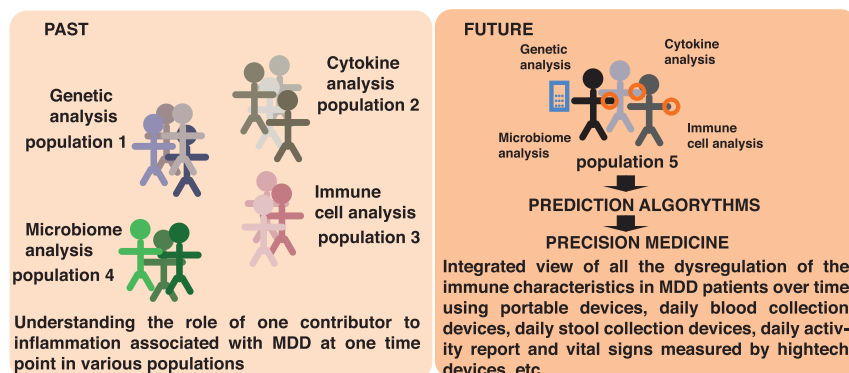 PAST
Genetic
analysis
population 1
Cytokine
analysis
population 2
Immune
cell analysis
population 3
Microbiome
analysis
population 4
Understanding the role of one contributor to
inflammation associated with MDD at one time
point in various populations
FUTURE
Genetic
analysis
Cytokine
analysis
Microbiome
analysis
Immune
cell analysis
population 5
PREDICTION ALGORYTHMS
PRECISION MEDICINE
Integrated view of all the dysregulation of the
immune characteristics in MDD patients over time
using portable devices, daily blood collection
devices, daily stool collection devices, daily activ-
ity report and vital signs measured by hightech
devices, etc